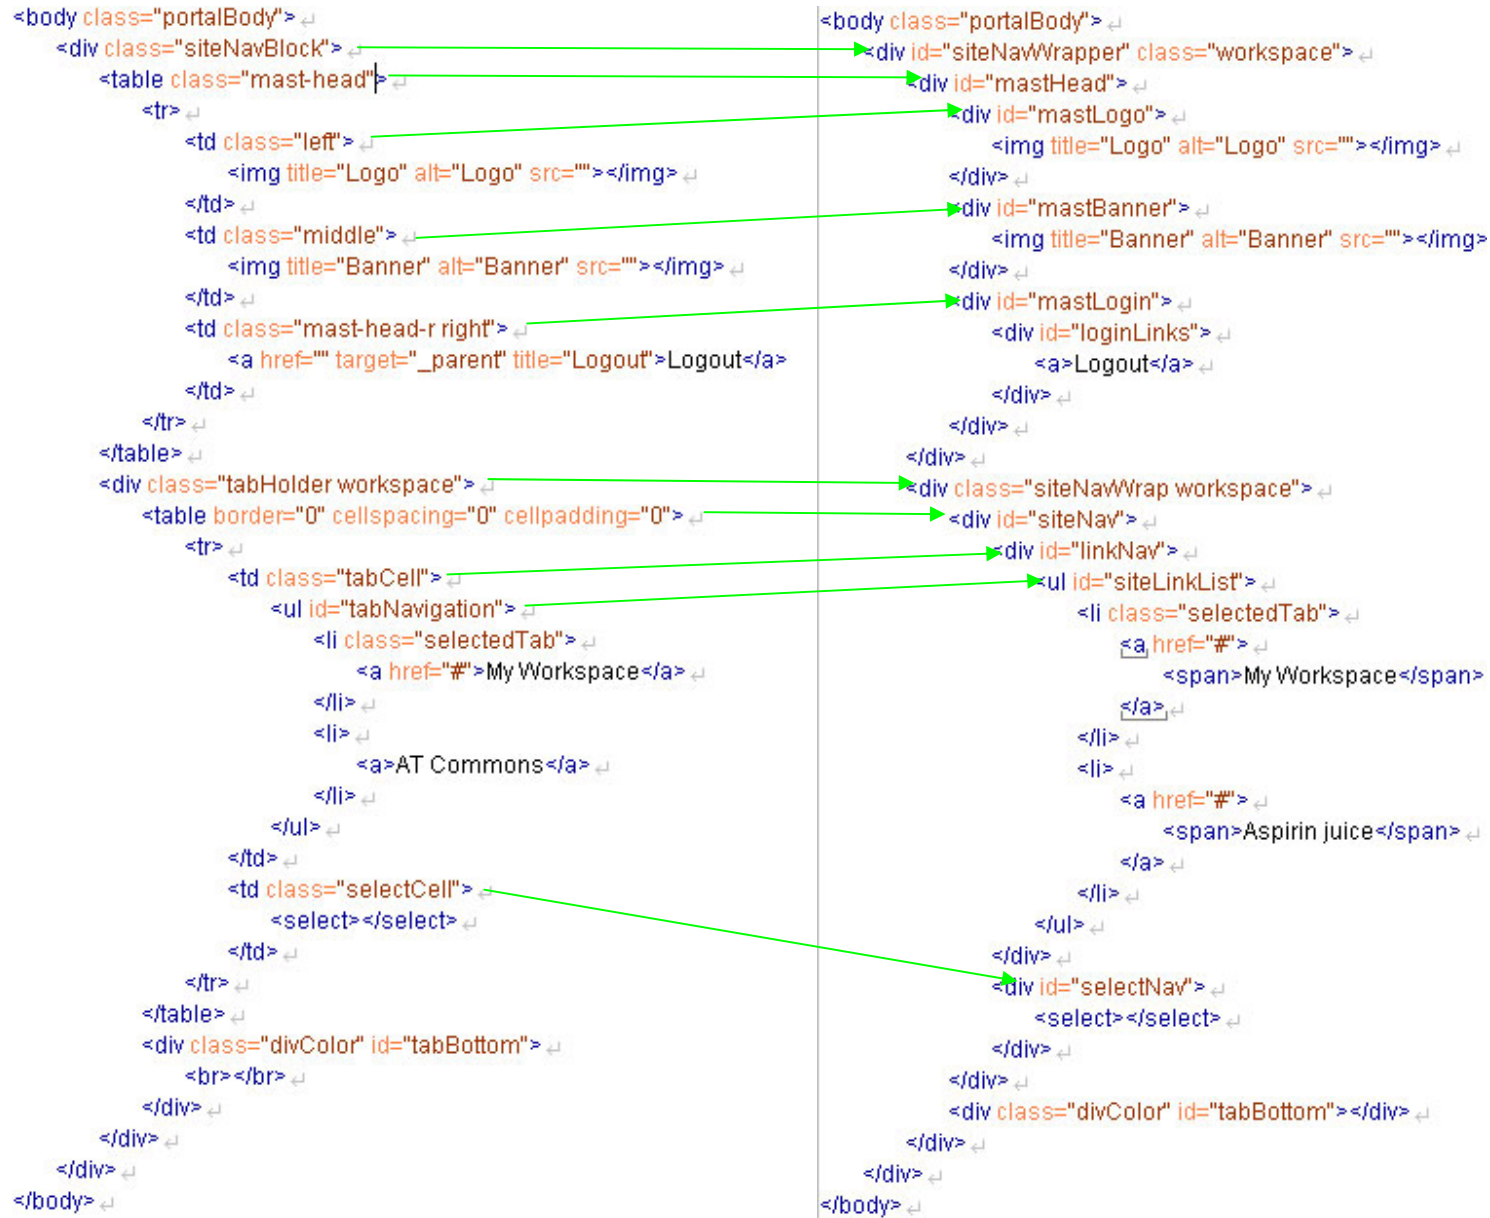 <body class="portalBody">
<div class="siteNavBlock">
<table class="mast-head">
<tr>
<td class="left">
<img title="Logo" alt="Logo" src=""></img>
</td>
<td class="middle">
<img title="Banner" alt="Banner" src=""></img>
</td>
<td class="mast-head-r right">
<a href="" target="_parent" title="Logout">Logout</a>
</td>
</tr>
</table>
<div class="tabHolder workspace">
<table border="0" cellspacing="0" cellpadding="0">
<tr>
<td class="tabCell">
<ul id="tabNavigation">
<li class="selectedTab">
<a href="#">My Workspace</a>
</li>
<li>
<a>AT Commons</a>
</li>
</ul>
</td>
<td class="selectCell">
<select></select>
</td>
</tr>
</table>
<div class="divColor" id="tabBottom">
<br></br>
</div>
</div>
</div>
</body>
<body class="portalBody">
<div id="siteNavWrapper" class="workspace">
<div id="mastHead">
<div id="mastLogo">
<img title="Logo" alt="Logo" src=""></img>
</div>
<div id="mastBanner">
<img title="Banner" alt="Banner" src=""></img>
</div>
<div id="mastLogin">
<div id="loginLinks">
<a>Logout</a>
</div>
</div>
</div>
<div class="siteNavWrap workspace">
<div id="siteNav">
<div id="linkNav">
<ul id="siteLinkList">
<li class="selectedTab">
<a href="#">
<span>My Workspace</span>
</a>
</li>
<li>
<a href="#">
<span>Aspirin juice</span>
</a>
</li>
</ul>
</div>
<div id="selectNav">
<select></select>
</div>
</div>
<div class="divColor" id="tabBottom"></div>
</div>
</div>
</body>